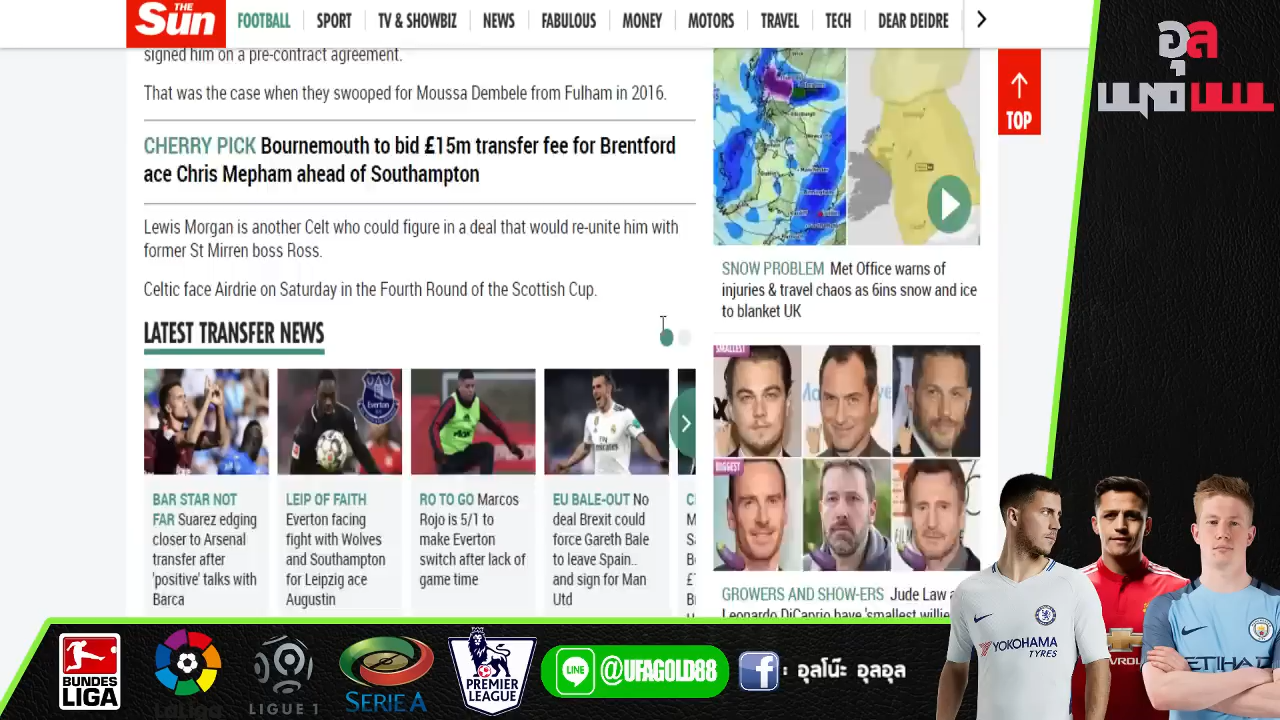 THE
Sun
FOOTBALL
SPORT
TV & SHOWBIZ
NEWS
FABULOUS
MONEY
MOTORS
TRAVEL
TECH
DEAR DEIDRE
signed him on a pre-contract agreement.
That was the case when they swooped for Moussa Dembele from Fulham in 2016.
CHERRY PICK Bournemouth to bid £15m transfer fee for Brentford
ace Chris Mepham ahead of Southampton
Lewis Morgan is another Celt who could figure in a deal that would re-unite him with
former St Mirren boss Ross.
Celtic face Airdrie on Saturday in the Fourth Round of the Scottish Cup.
LATEST TRANSFER NEWS
Everton
BAR STAR NOT
FAR Suarez edging
closer to Arsenal
transfer after
'positive' talks with
Barca
LEIP OF FAITH
Everton facing
fight with Wolves
and Southampton
for Leipzig ace
Augustin
RO TO GO Marcos
Rojo is 5/1 to
make Everton
switch after lack of
game time
EU BALE-OUT No
deal Brexit could
force Gareth Bale
to leave Spain..
and sign for Man
Utd
SNOW PROBLEM Met Office warns of
injuries & travel chaos as 6ins snow and ice
to blanket UK
SMALLEST
BIGGEST
GROWERS AND SHOW-ERS Jude Law
Leonardo DiCaprio have 'smallest
TOP
อุล
BUNDES
LIGA
LaLiga
LIGUE 1
SERIE A
PREMIER
LEAGUE
LINE
@UFAGOLD88
f : อุลโน๊ะ อุลอุล
YOKOHAMA
TYRES
ETIHAD